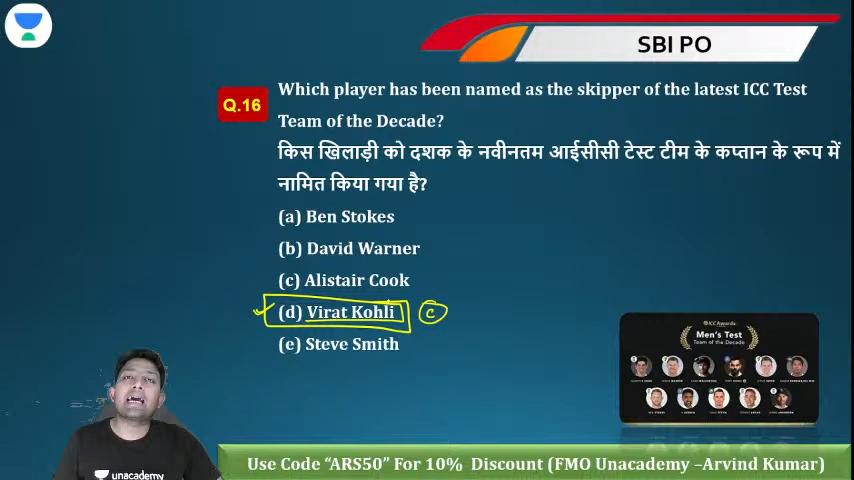 SBI PO
Q.16
Which player has been named as the skipper of the latest ICC Test
Team of the Decade?
किस खिलाड़ी को दशक के नवीनतम आईसीसी टेस्ट टीम के कप्तान के रूप में
नामित किया गया है?
(a) Ben Stokes
(b) David Warner
(c) Alistair Cook
(d) Virat Kohli
C
(e) Steve Smith
ICC Awards
Men's Test
Team of the Decade
unacademy
Use Code “ARS50” For 10% Discount (FMO Unacademy –Arvind Kumar)